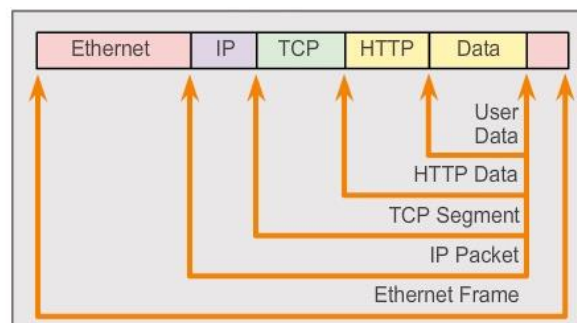 Ethernet IP TCP HTTP Data
User
Data
HTTP Data
TCP Segment
IP Packet
Ethernet Frame